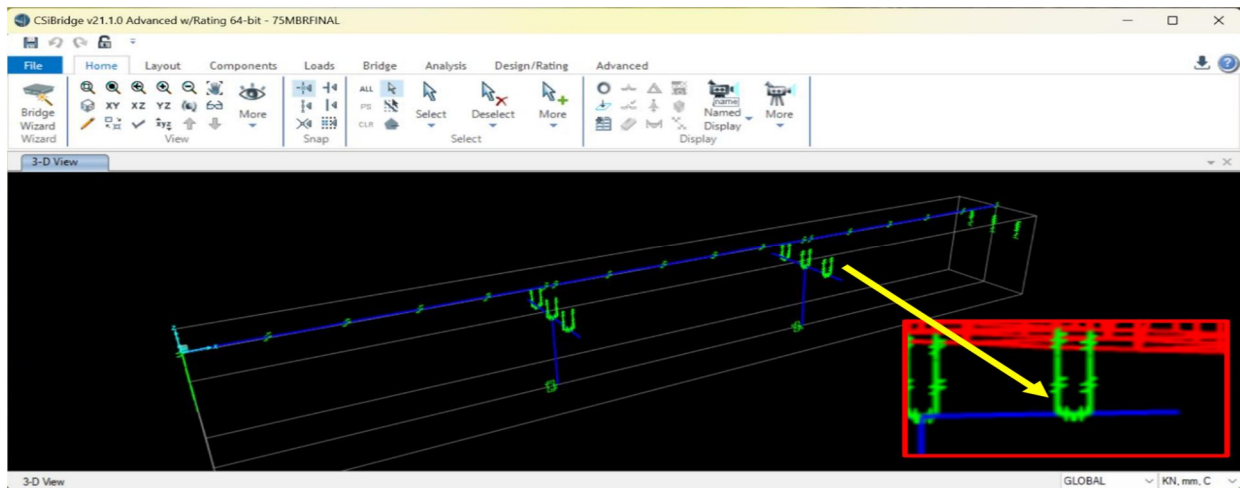 CSiBridge v21.1.0 Advanced w/Rating 64-bit - 75MBRFINAL
File Home Layout Components Loads Bridge Analysis Design/Rating Advanced
XY XZ YZ
xyz
ALL
PS
CLR
name
Bridge Wizard
More
Select
Deselect
More
Named Display
More
Wizard View Snap Select Display
3-D View
3-D View GLOBAL KN, mm, C